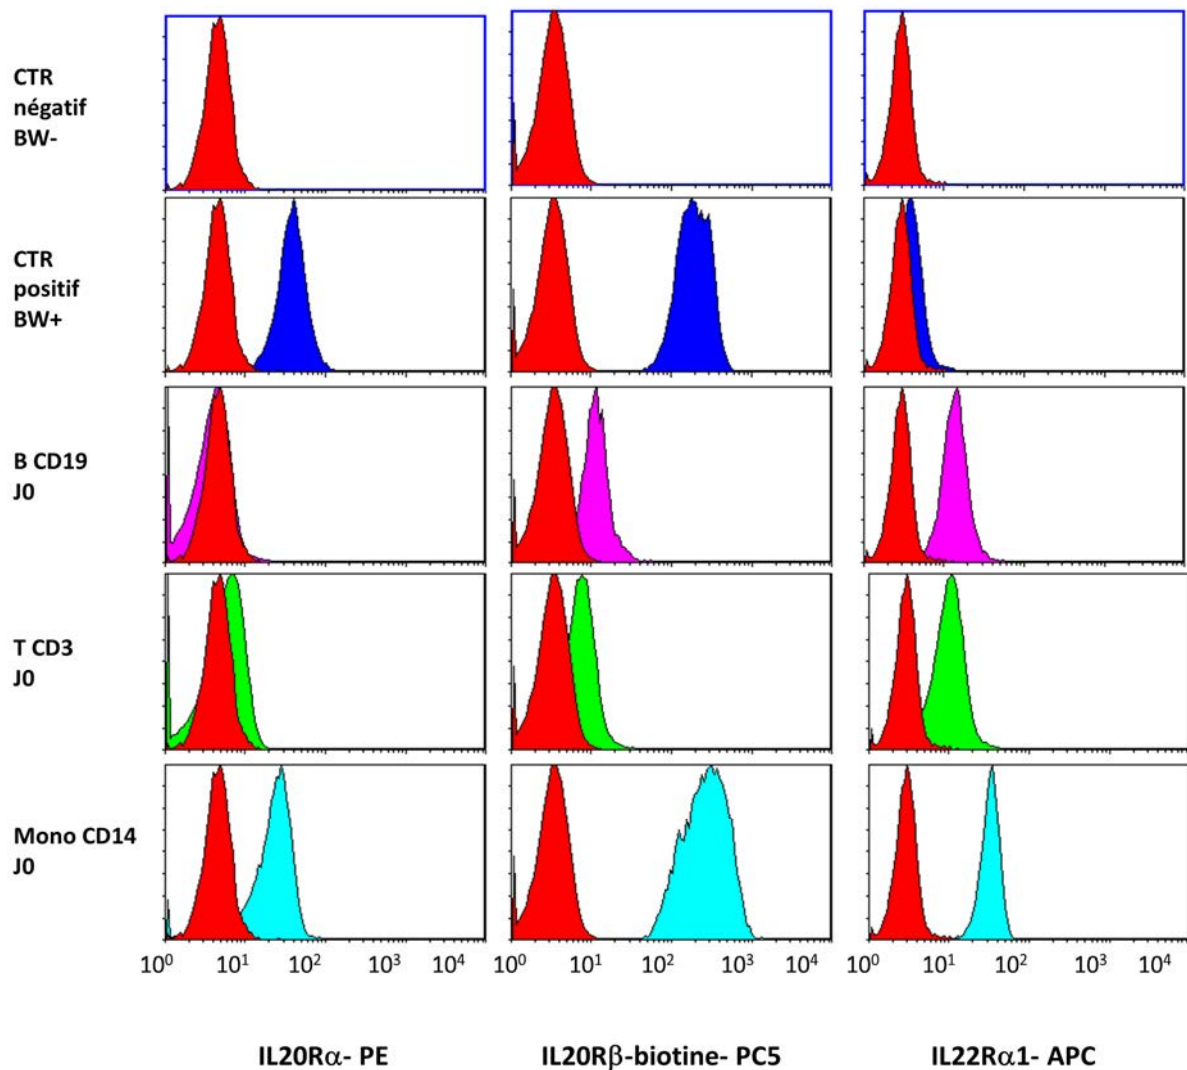 CTR
négatif
BW-
CTR
positif
BW+
B CD19
J0
T CD3
J0
Mono CD14
J0
10⁰ 10¹ 10² 10³ 10⁴ 10⁰ 10¹ 10² 10³ 10⁴ 10⁰ 10¹ 10² 10³ 10⁴
IL20Rα- PE IL20Rβ-biotine- PC5 IL22Rα1- APC